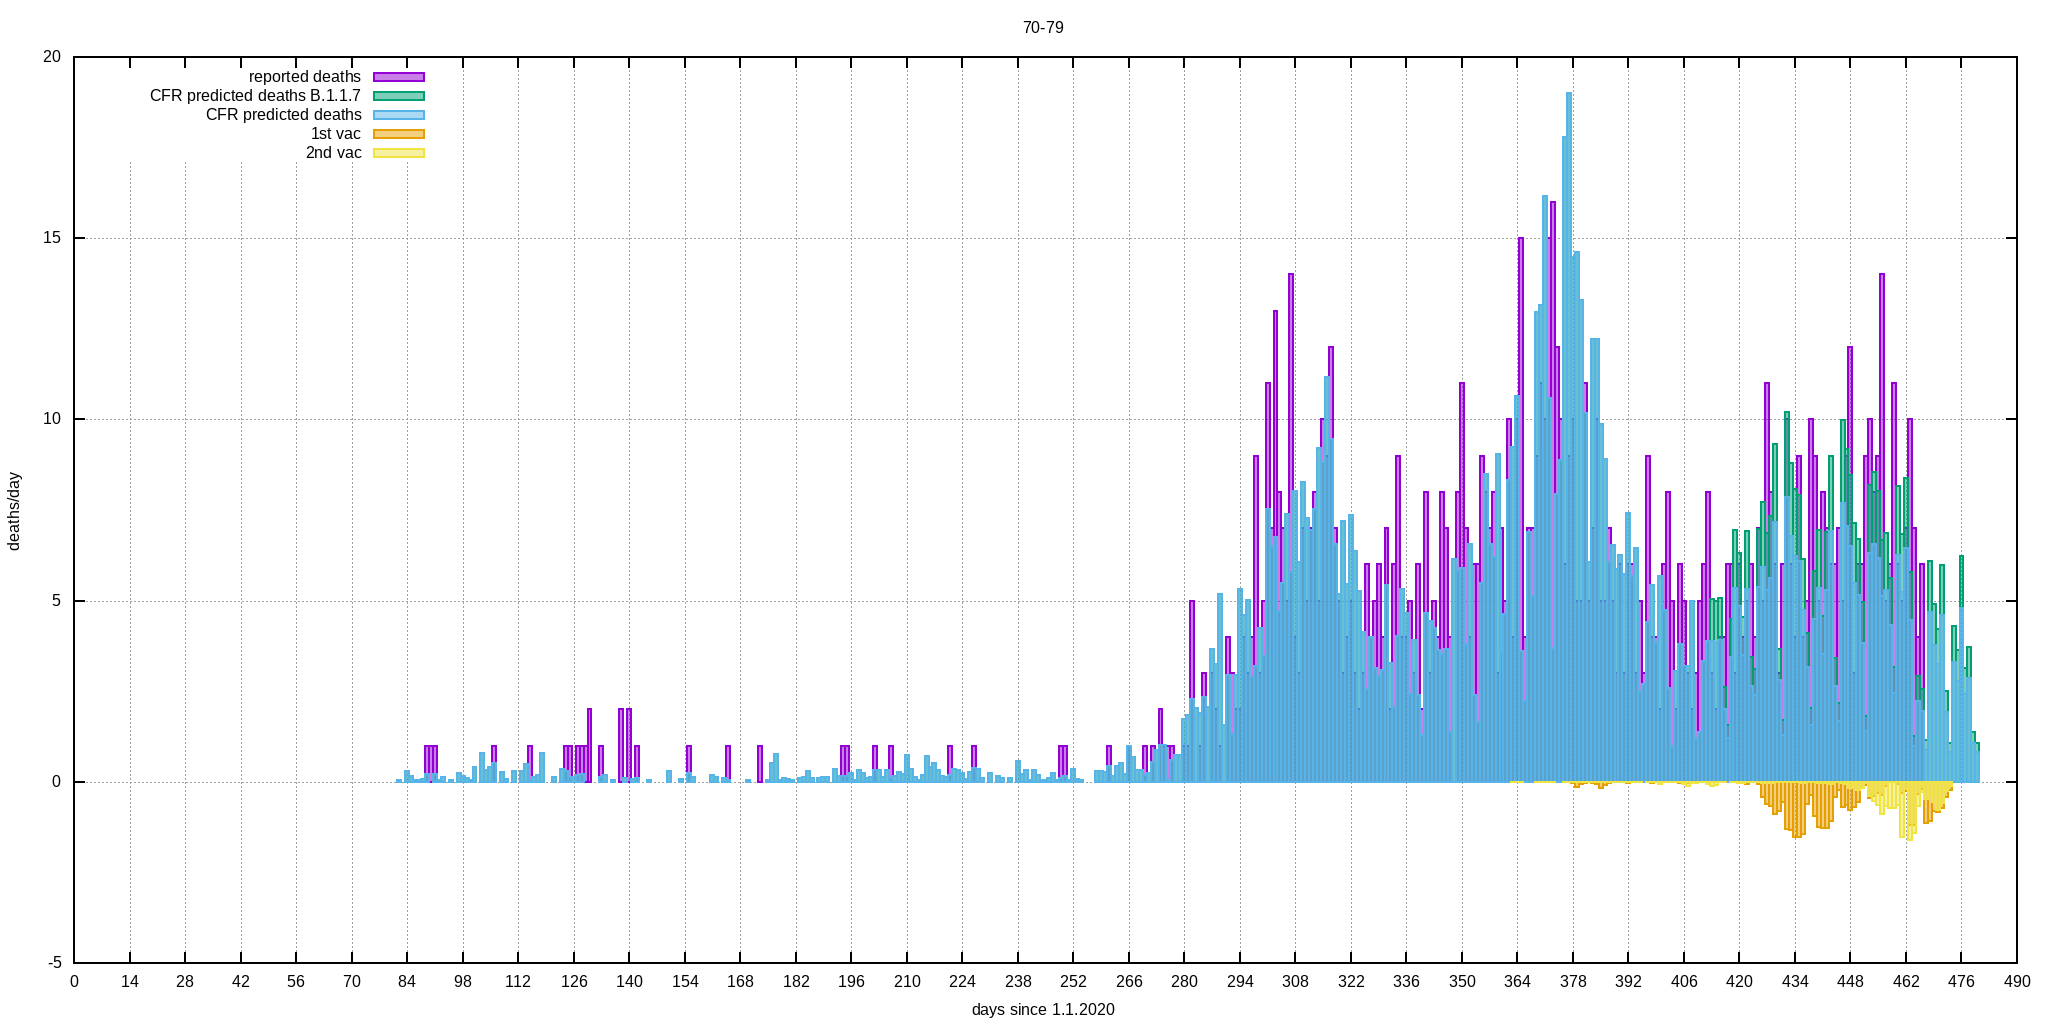 70-79
20
reported deaths
CFR predicted deaths B.1.1.7
CFR predicted deaths
1st vac
2nd vac
15
10
deaths/day
5
0
-5
0 14 28 42 56 70 84 98 112 126 140 154 168 182 196 210 224 238 252 266 280 294 308 322 336 350 364 378 392 406 420 434 448 462 476 490
days since 1.1.2020